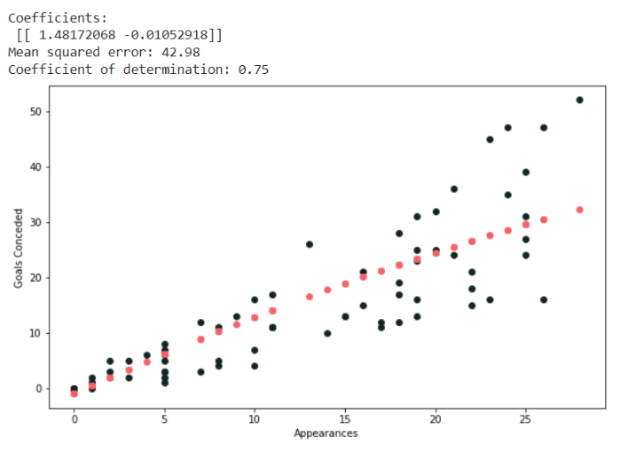 Coefficients:
[[ 1.48172068 -0.01052918]]
Mean squared error: 42.98
Coefficient of determination: 0.75
50
40
30
20
10
0
Goals Conceded
0 5 10 15 20 25
Appearances